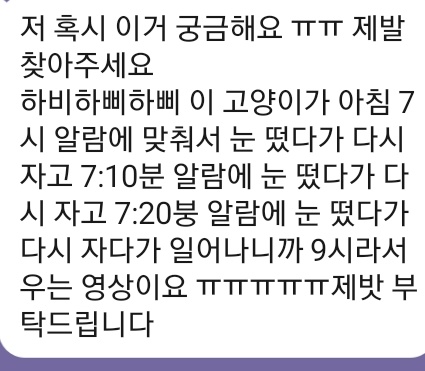 저 혹시 이거 궁금해요 ㅠㅠ 제발
찾아주세요
하비하삐하삐 이 고양이가 아침 7
시 알람에 맞춰서 눈 떴다가 다시
자고 7:10분 알람에 눈 떴다가 다
시 자고 7:20붕 알람에 눈 떴다가
다시 자다가 일어나니까 9시라서
우는 영상이요 ㅠㅠㅠㅠㅠ제밧 부
탁드립니다